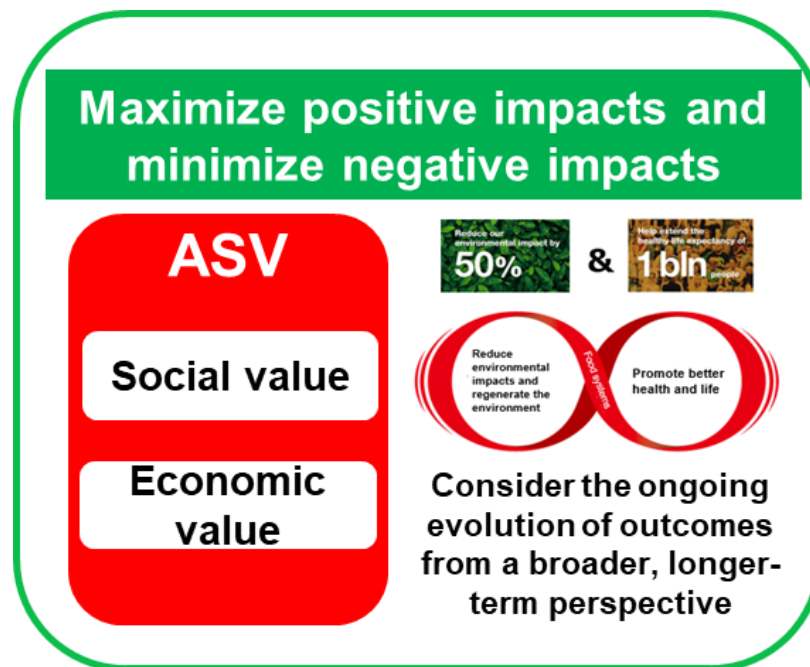 Maximize positive impacts and
minimize negative impacts
ASV
Social value
Economic
value
Reduce our
environmental impact by
50%
&
Help extend the
healthy life expectancy of
1 bln people
Reduce
environmental
impacts and
regenerate the
environment
Food systems
Promote better
health and life
Consider the ongoing
evolution of outcomes
from a broader, longer-
term perspective